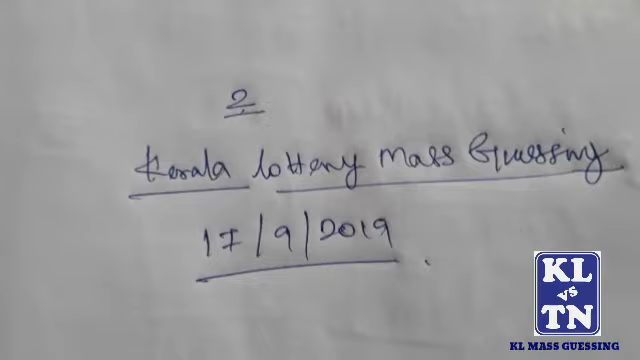 2
Kerala lottery Mass Guessing
17/9/2019
KL
vs
TN
KL MASS GUESSING